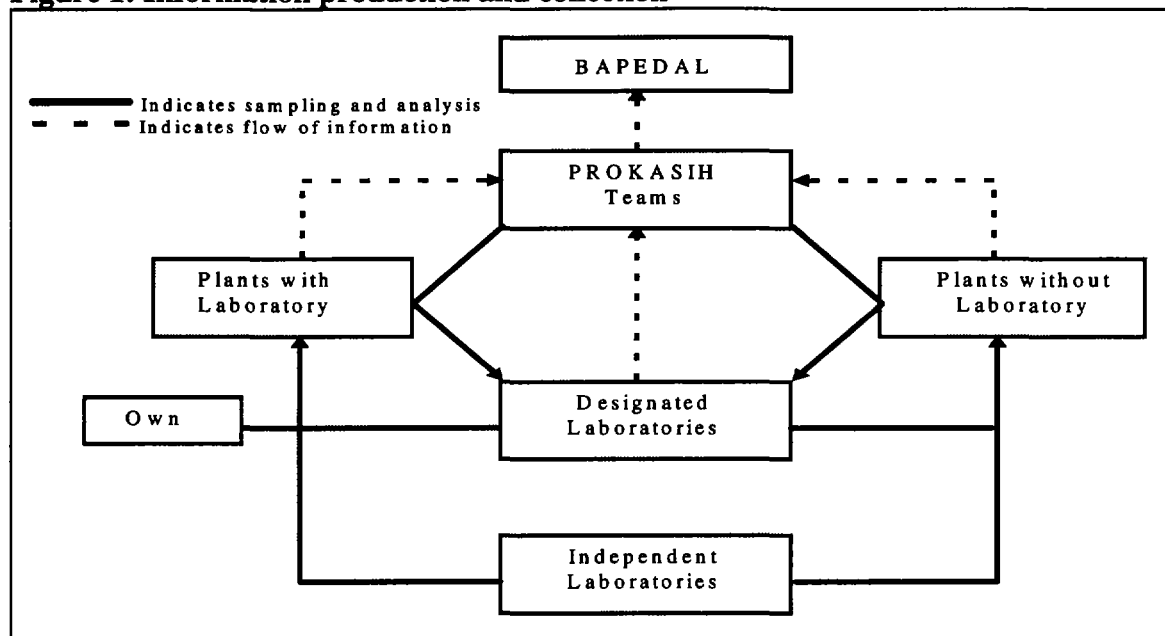 Figure 1: Information production and collection
BAPEDAL
Indicates sampling and analysis
Indicates flow of information
PROKASIH
Teams
Plants with
Laboratory
Plants without
Laboratory
Own
Designated
Laboratories
Independent
Laboratories